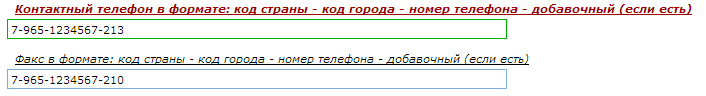 Контактный телефон в формате: код страны - код города - номер телефона - добавочный (если есть)
7-965-1234567-213
Факс в формате: код страны - код города - номер телефона - добавочный (если есть)
7-965-1234567-210